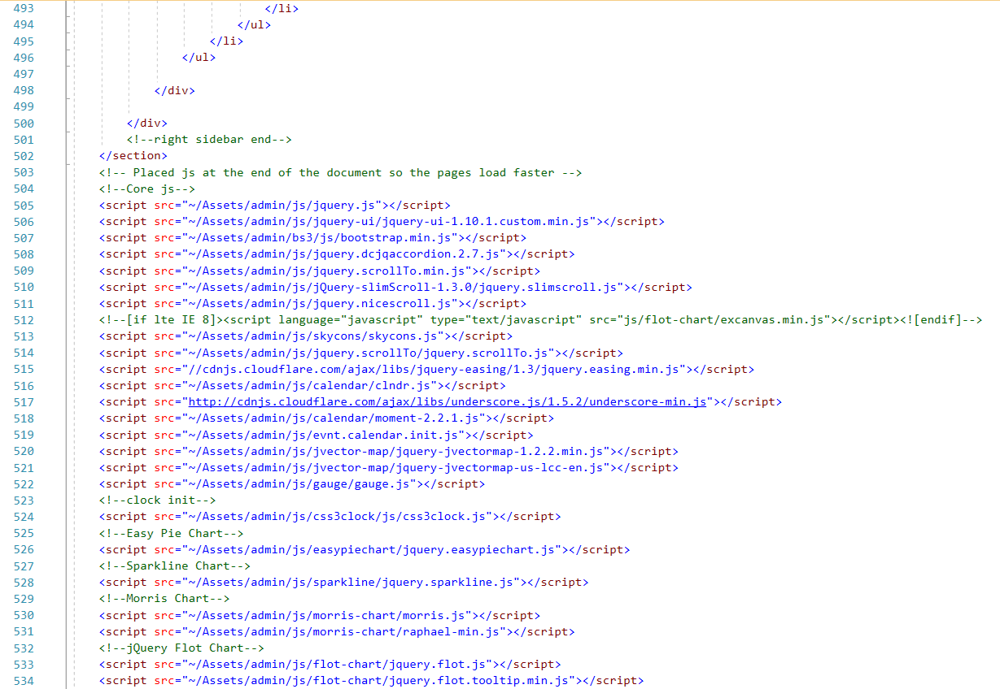 493 </li>
494 </ul>
495 </li>
496 </ul>
497
498 </div>
499
500 </div>
501 <!--right sidebar end-->
502 </section>
503 <!-- Placed js at the end of the document so the pages load faster -->
504 <!--Core js-->
505 <script src="~/Assets/admin/js/jquery.js"></script>
506 <script src="~/Assets/admin/js/jquery-ui/jquery-ui-1.10.1.custom.min.js"></script>
507 <script src="~/Assets/admin/bs3/js/bootstrap.min.js"></script>
508 <script src="~/Assets/admin/js/jquery.dcjqaccordion.2.7.js"></script>
509 <script src="~/Assets/admin/js/jquery.scrollTo.min.js"></script>
510 <script src="~/Assets/admin/js/jQuery-slimScroll-1.3.0/jquery.slimscroll.js"></script>
511 <script src="~/Assets/admin/js/jquery.nicescroll.js"></script>
512 <!--[if lte IE 8]><script language="javascript" type="text/javascript" src="js/flot-chart/excanvas.min.js"></script><![endif]-->
513 <script src="~/Assets/admin/js/skycons/skycons.js"></script>
514 <script src="~/Assets/admin/js/jquery.scrollTo/jquery.scrollTo.js"></script>
515 <script src="//cdnjs.cloudflare.com/ajax/libs/jquery-easing/1.3/jquery.easing.min.js"></script>
516 <script src="~/Assets/admin/js/calendar/clndr.js"></script>
517 <script src="http://cdnjs.cloudflare.com/ajax/libs/underscore.js/1.5.2/underscore-min.js"></script>
518 <script src="~/Assets/admin/js/calendar/moment-2.2.1.js"></script>
519 <script src="~/Assets/admin/js/evnt.calendar.init.js"></script>
520 <script src="~/Assets/admin/js/jvector-map/jquery-jvectormap-1.2.2.min.js"></script>
521 <script src="~/Assets/admin/js/jvector-map/jquery-jvectormap-us-lcc-en.js"></script>
522 <script src="~/Assets/admin/js/gauge/gauge.js"></script>
523 <!--clock init-->
524 <script src="~/Assets/admin/js/css3clock/js/css3clock.js"></script>
525 <!--Easy Pie Chart-->
526 <script src="~/Assets/admin/js/easypiechart/jquery.easypiechart.js"></script>
527 <!--Sparkline Chart-->
528 <script src="~/Assets/admin/js/sparkline/jquery.sparkline.js"></script>
529 <!--Morris Chart-->
530 <script src="~/Assets/admin/js/morris-chart/morris.js"></script>
531 <script src="~/Assets/admin/js/morris-chart/raphael-min.js"></script>
532 <!--jQuery Flot Chart-->
533 <script src="~/Assets/admin/js/flot-chart/jquery.flot.js"></script>
534 <script src="~/Assets/admin/js/flot-chart/jquery.flot.tooltip.min.js"></script>